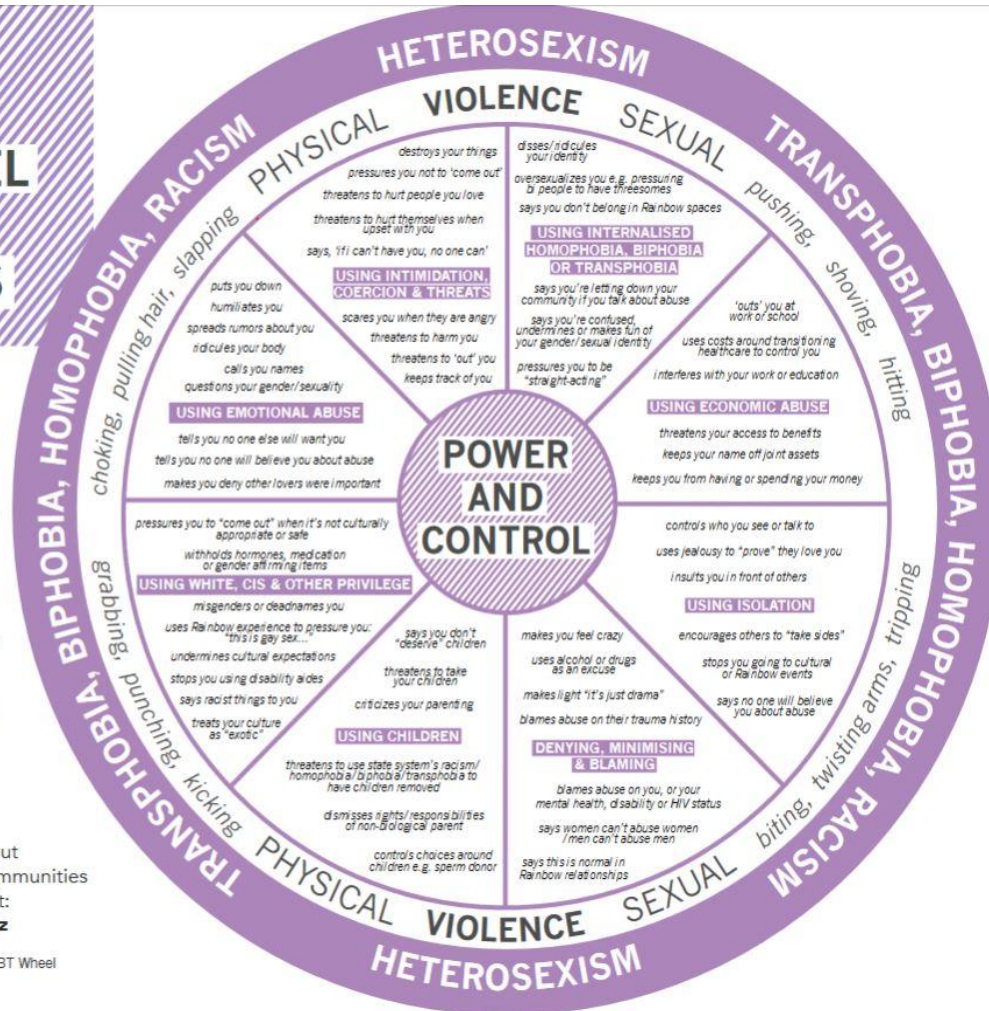 HETEROSEXISM
TRANSPHOBIA, BIPHOBIA, HOMOPHOBIA, RACISM
HETEROSEXISM
TRANSPHOBIA, BIPHOBIA, HOMOPHOBIA, RACISM
PHYSICAL VIOLENCE SEXUAL
pushing, shoving, hitting
biting, twisting arms, tripping
PHYSICAL VIOLENCE SEXUAL
grabbing, punching, kicking
choking, pulling hair, slapping
POWER
AND
CONTROL
destroys your things
pressures you not to 'come out'
threatens to hurt people you love
threatens to hurt themselves when
upset with you
says, 'if i can't have you, no one can'
USING INTIMIDATION,
COERCION & THREATS
scares you when they are angry
threatens to harm you
threatens to 'out' you
keeps track of you
disses/ridicules
your identity
oversexualizes you e.g. pressuring
bi people to have threesomes
says you don't belong in Rainbow spaces
USING INTERNALISED
HOMOPHOBIA, BIPHOBIA
OR TRANSPHOBIA
says you're letting down your
community if you talk about abuse
says you're confused,
undermines or makes fun of
your gender/sexual identity
pressures you to be
"straight-acting"
'outs' you at
work or school
uses costs around transitioning
healthcare to control you
interferes with your work or education
USING ECONOMIC ABUSE
threatens your access to benefits
keeps your name off joint assets
keeps you from having or spending your money
controls who you see or talk to
uses jealousy to "prove" they love you
insults you in front of others
USING ISOLATION
encourages others to "take sides"
stops you going to cultural
or Rainbow events
says no one will believe
you about abuse
makes you feel crazy
uses alcohol or drugs
as an excuse
makes light "it's just drama"
blames abuse on their trauma history
DENYING, MINIMISING
& BLAMING
blames abuse on you, or your
mental health, disability or HIV status
says women can't abuse women
/men can't abuse men
says this is normal in
Rainbow relationships
says you don't
"deserve" children
threatens to take
your children
criticizes your parenting
USING CHILDREN
threatens to use state system's racism/
homophobia/biphobia/transphobia to
have children removed
dismisses rights/responsibilities
of non-biological parent
controls choices around
children e.g. sperm donor
pressures you to "come out" when it's not culturally
appropriate or safe
withholds hormones, medication
or gender affirming items
USING WHITE, CIS & OTHER PRIVILEGE
misgenders or deadnames you
uses Rainbow experience to pressure you:
"this is gay sex..."
undermines cultural expectations
stops you using disability aides
says racist things to you
treats your culture
as "exotic"
puts you down
humiliates you
spreads rumors about you
ridicules your body
calls you names
questions your gender/sexuality
USING EMOTIONAL ABUSE
tells you no one else will want you
tells you no one will believe you about abuse
makes you deny other lovers were important
EL
S
ut
mmunities
t:
z
BT Wheel